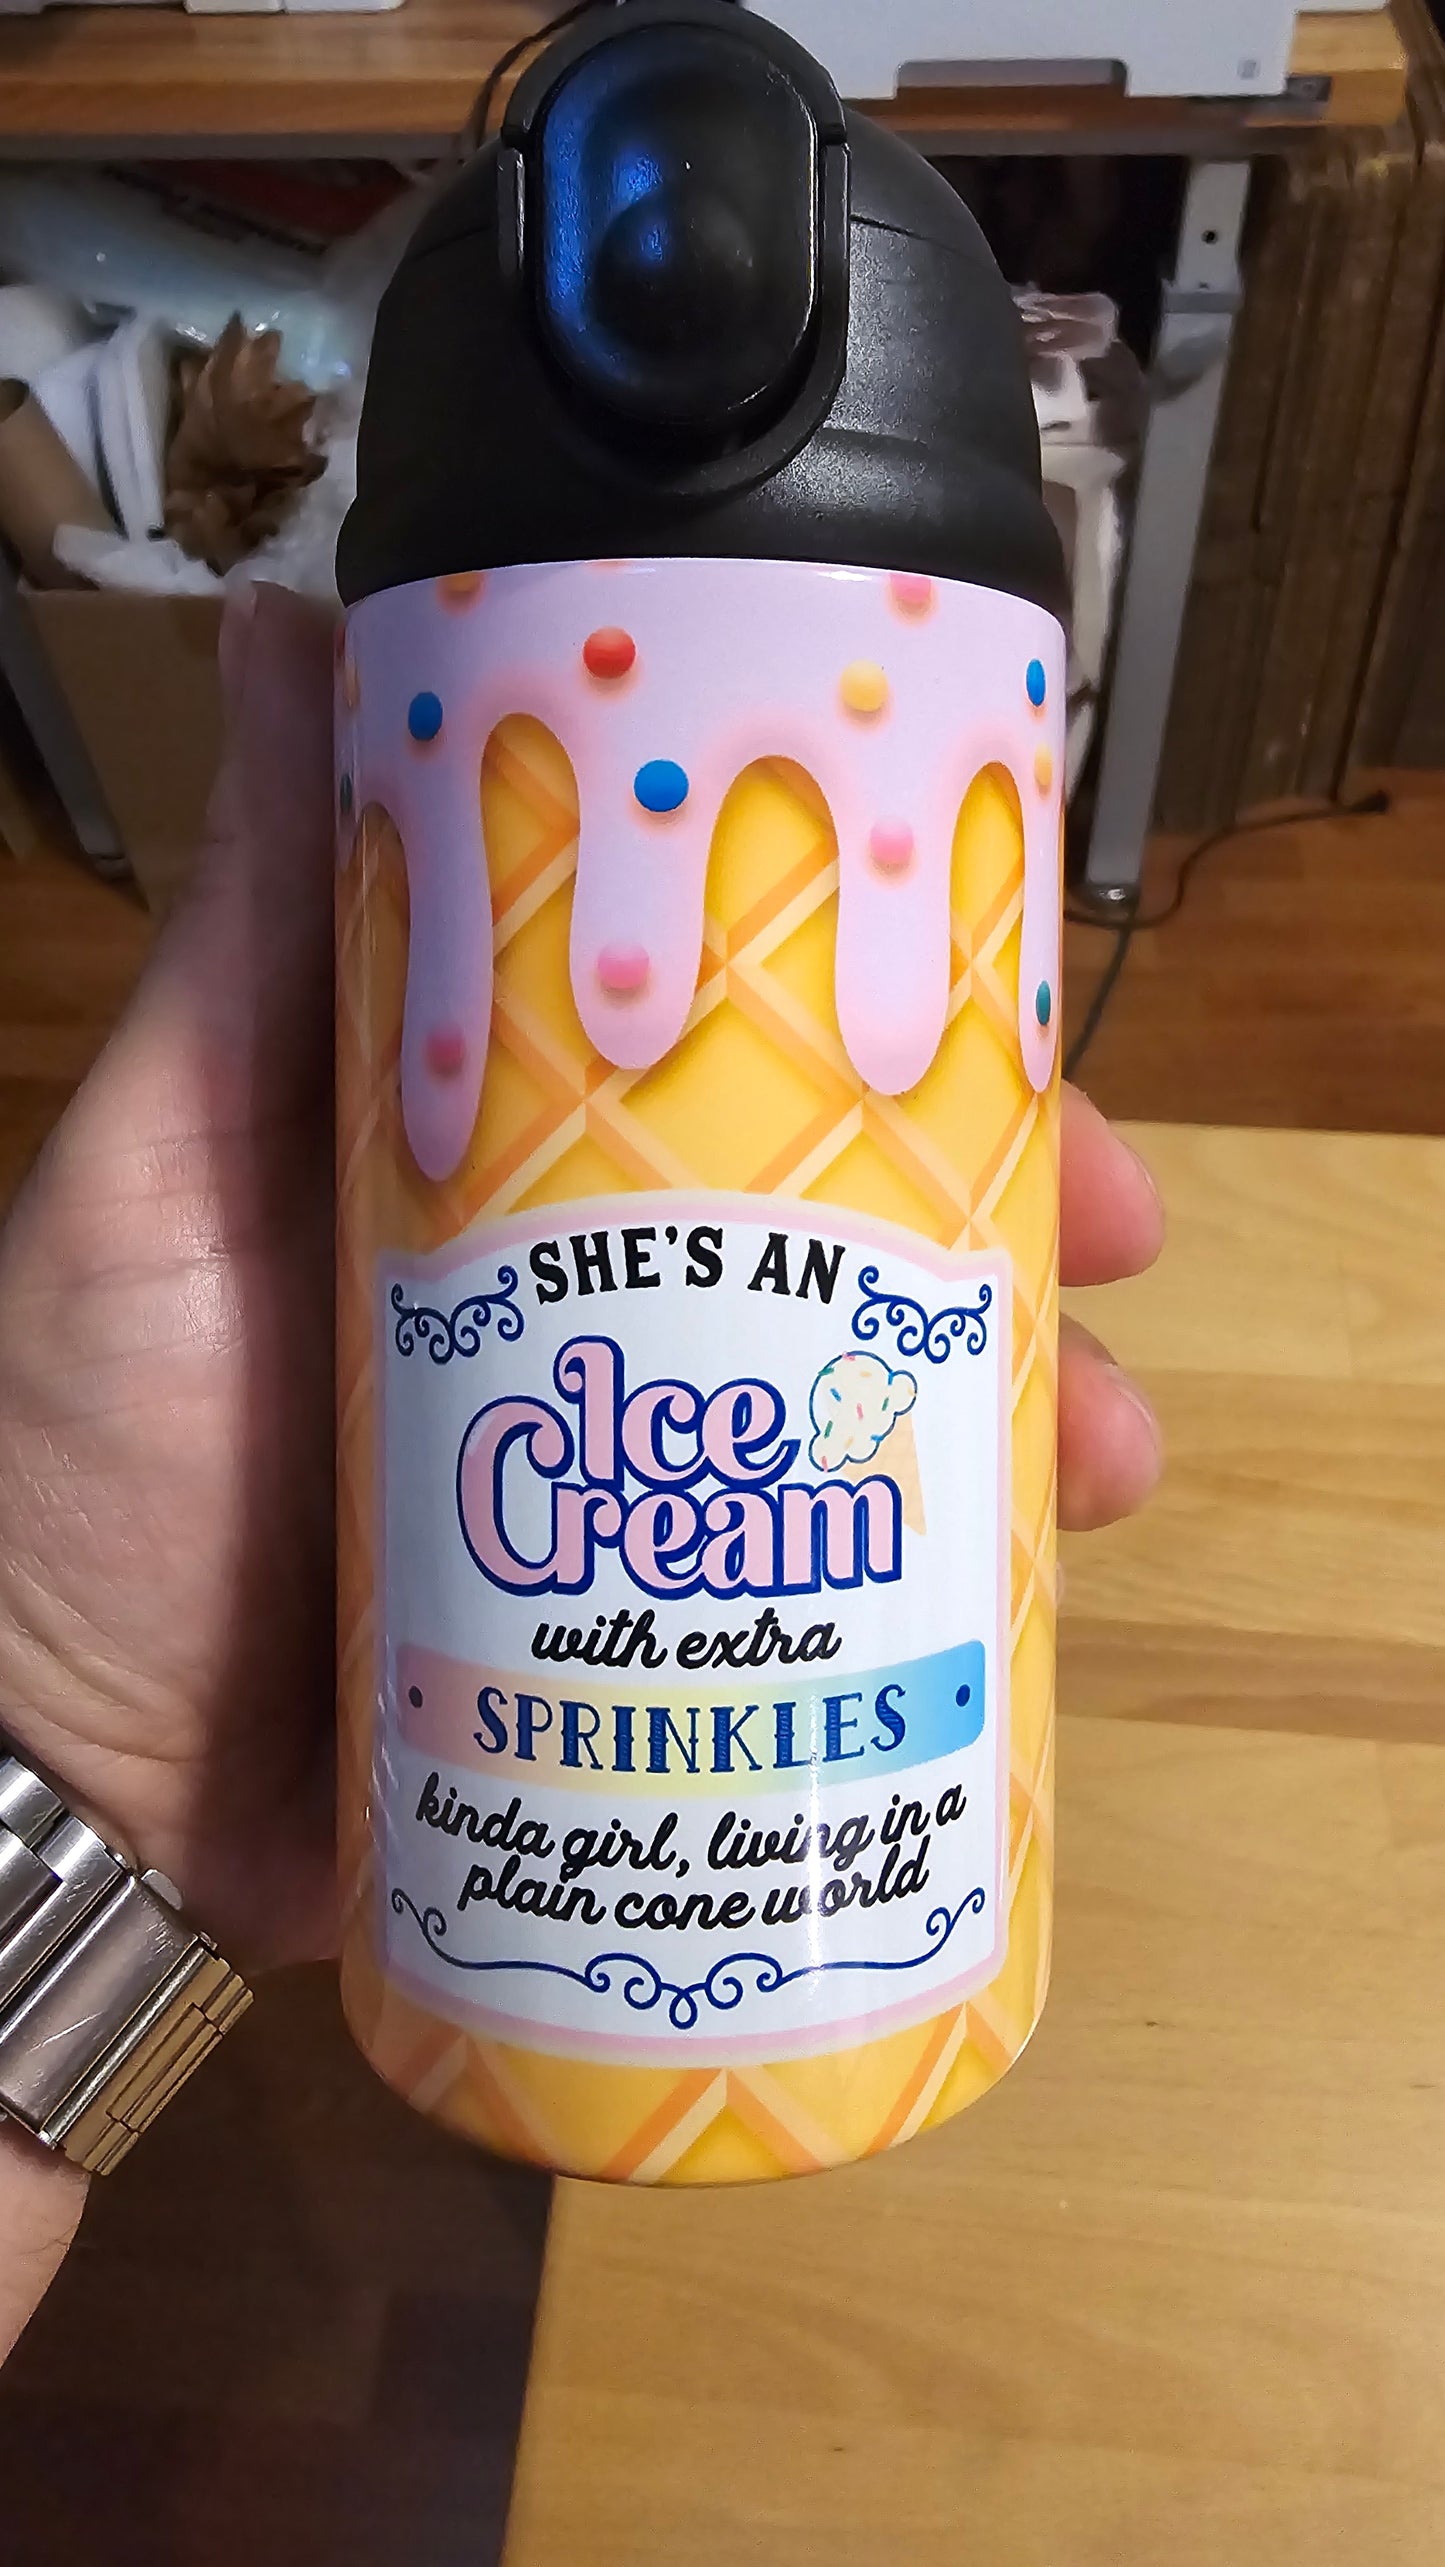 SHE'S AN
Ice
Cream
with extra
SPRINKLES
kinda girl, living in a
plain cone world